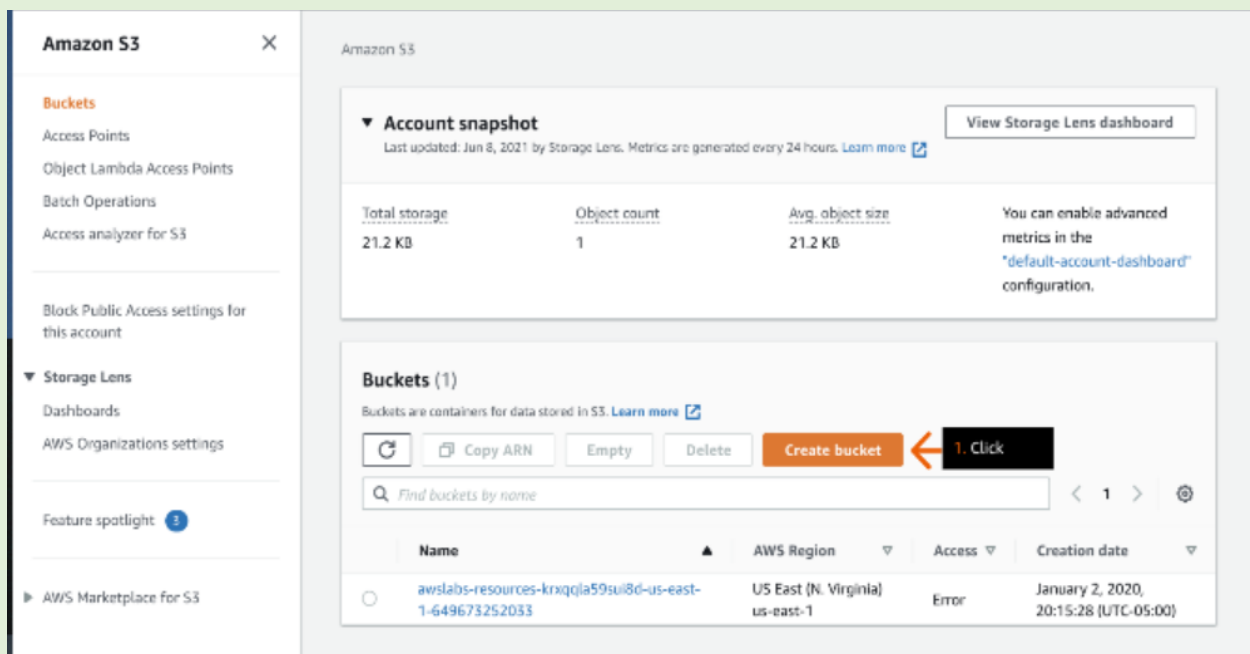 Amazon S3
Buckets
Access Points
Object Lambda Access Points
Batch Operations
Access analyzer for S3
Block Public Access settings for
this account
Storage Lens
Dashboards
AWS Organizations settings
Feature spotlight 3
AWS Marketplace for S3
Amazon S3
Account snapshot
View Storage Lens dashboard
Last updated: Jun 8, 2021 by Storage Lens. Metrics are generated every 24 hours. Learn more
Total storage
21.2 KB
Object count
1
Avg. object size
21.2 KB
You can enable advanced
metrics in the
"default-account-dashboard"
configuration.
Buckets (1)
Buckets are containers for data stored in S3. Learn more
Copy ARN Empty Delete Create bucket 1. Click
Find buckets by name 1
Name AWS Region Access Creation date
awslabs-resources-krxqqla59sui8d-us-east- US East (N. Virginia) Error January 2, 2020,
1-649673252033 us-east-1 20:15:28 (UTC-05:00)